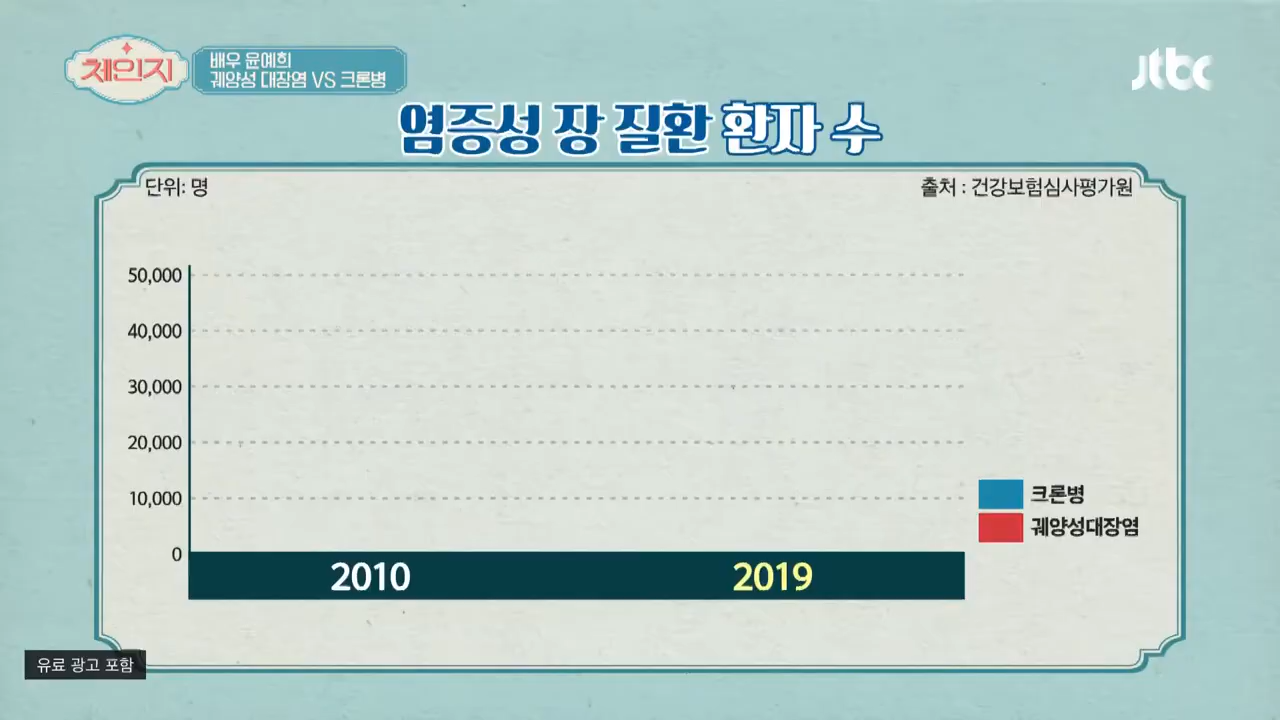 체인지
배우 윤예희
궤양성 대장염 VS 크론병
jtbc
염증성 장 질환 환자 수
단위: 명
출처 : 건강보험심사평가원
50,000
40,000
30,000
20,000
10,000
0
크론병
궤양성대장염
2010
2019
유료 광고 포함